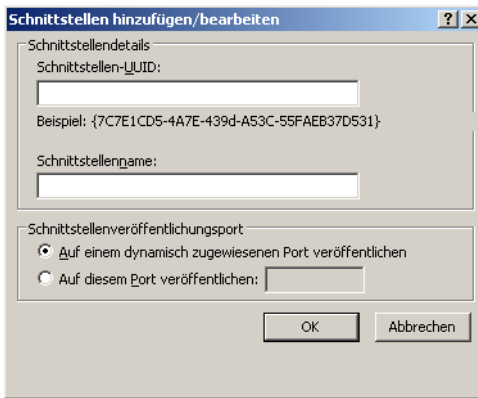 Schnittstellen hinzufügen/bearbeiten
Schnittstellendetails
Schnittstellen-UUID:
Beispiel: {7C7E1CD5-4A7E-439d-A53C-55FAEB37D531}
Schnittstellenname:
Schnittstellenveröffentlichungsport
Auf einem dynamisch zugewiesenen Port veröffentlichen
Auf diesem Port veröffentlichen:
OK Abbrechen